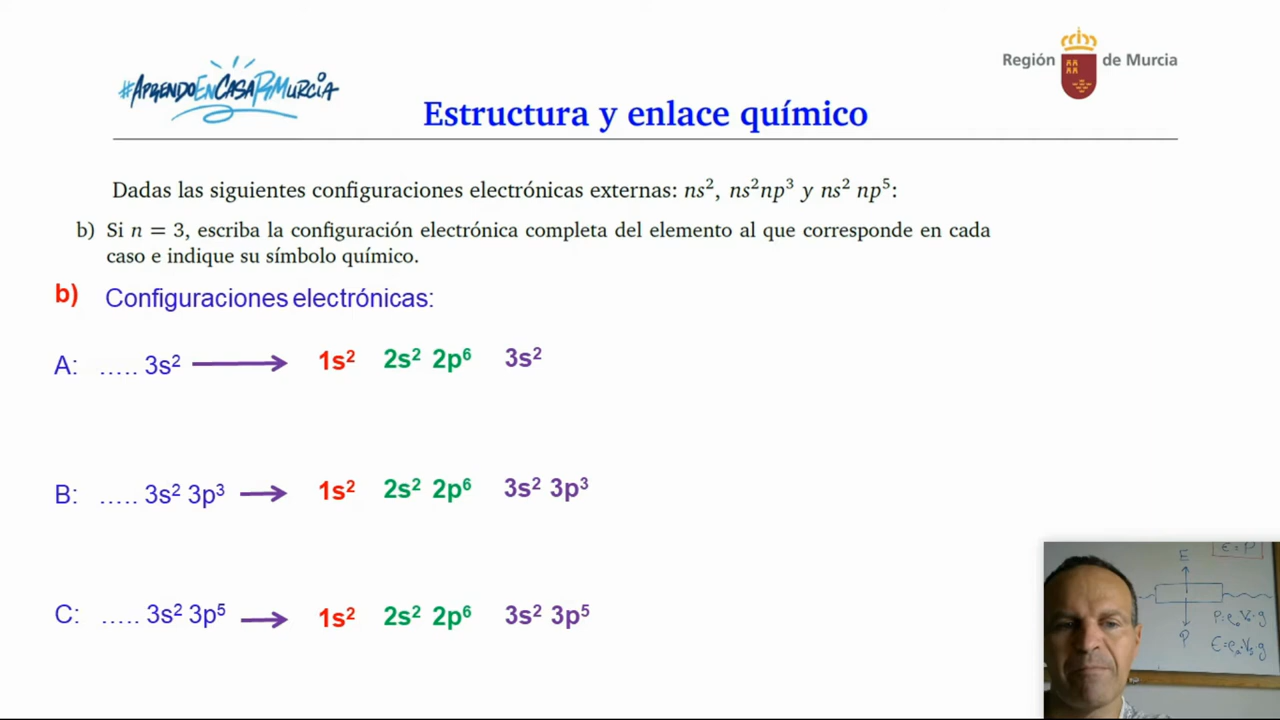 #APRENDOENCASARMURCIA
Región de Murcia
Estructura y enlace químico
Dadas las siguientes configuraciones electrónicas externas: ns², ns²np³ y ns² np⁵:
b) Si n = 3, escriba la configuración electrónica completa del elemento al que corresponde en cada
caso e indique su símbolo químico.
b) Configuraciones electrónicas:
A: ..... 3s² 1s² 2s² 2p⁶ 3s²
B: ..... 3s² 3p³ 1s² 2s² 2p⁶ 3s² 3p³
C: ..... 3s² 3p⁵ 1s² 2s² 2p⁶ 3s² 3p⁵
E = P
E
P